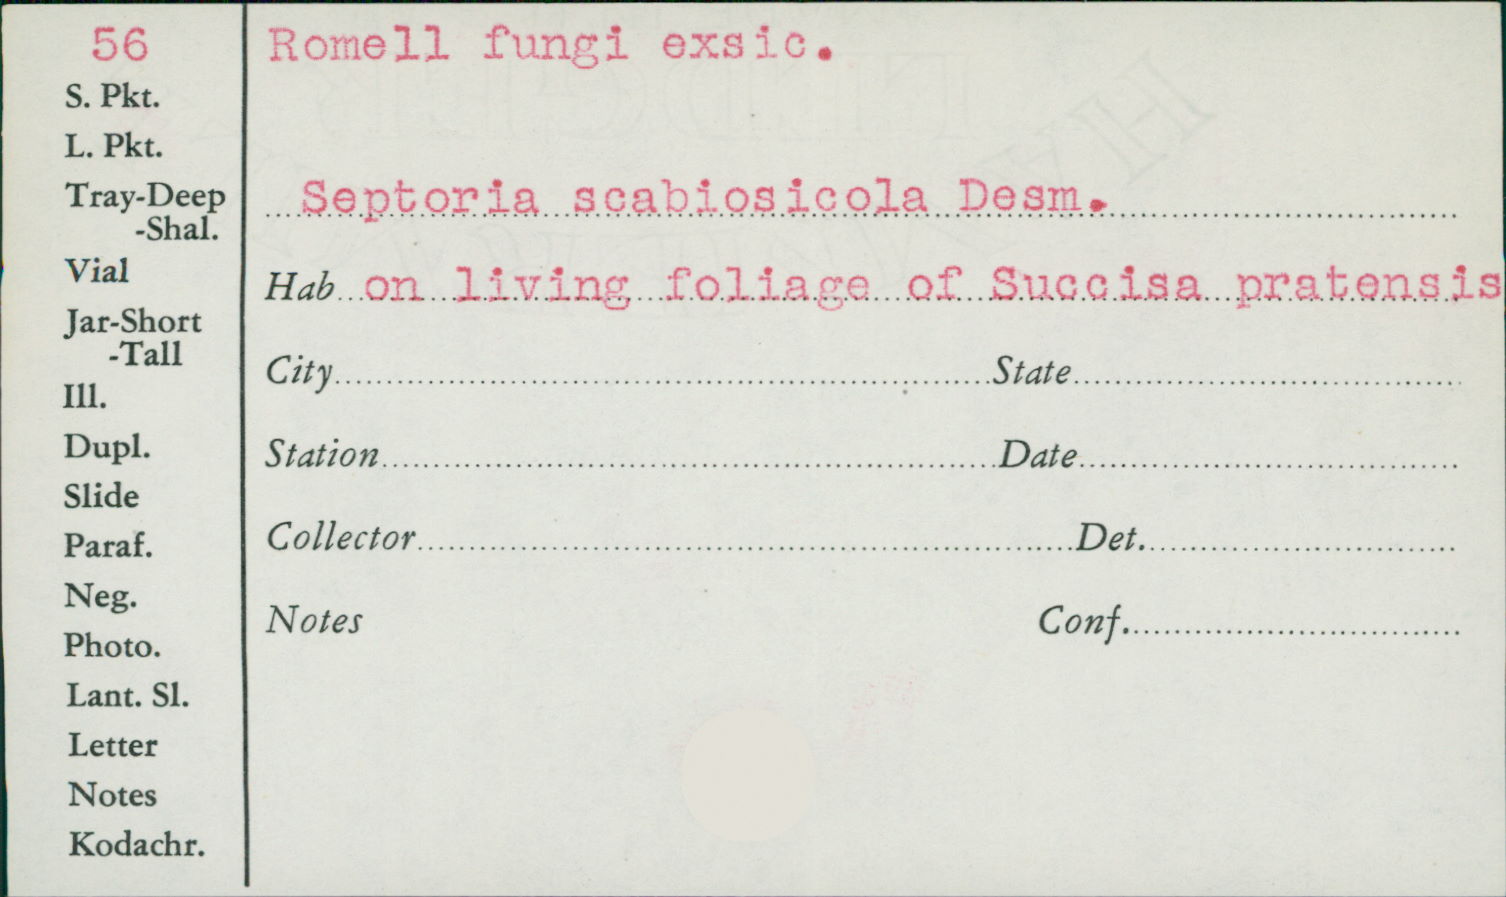 56
S. Pkt.
L. Pkt.
Tray-Deep
-Shal.
Vial
Jar-Short
-Tall
Ill.
Dupl.
Slide
Paraf.
Neg.
Photo.
Lant. Sl.
Letter
Notes
Kodachr.
Romell fungi exsic.
Septoria scabiosicola Desm.
Hab on living foliage of Succisa pratensis
City State
Station Date
Collector Det.
Notes Conf.